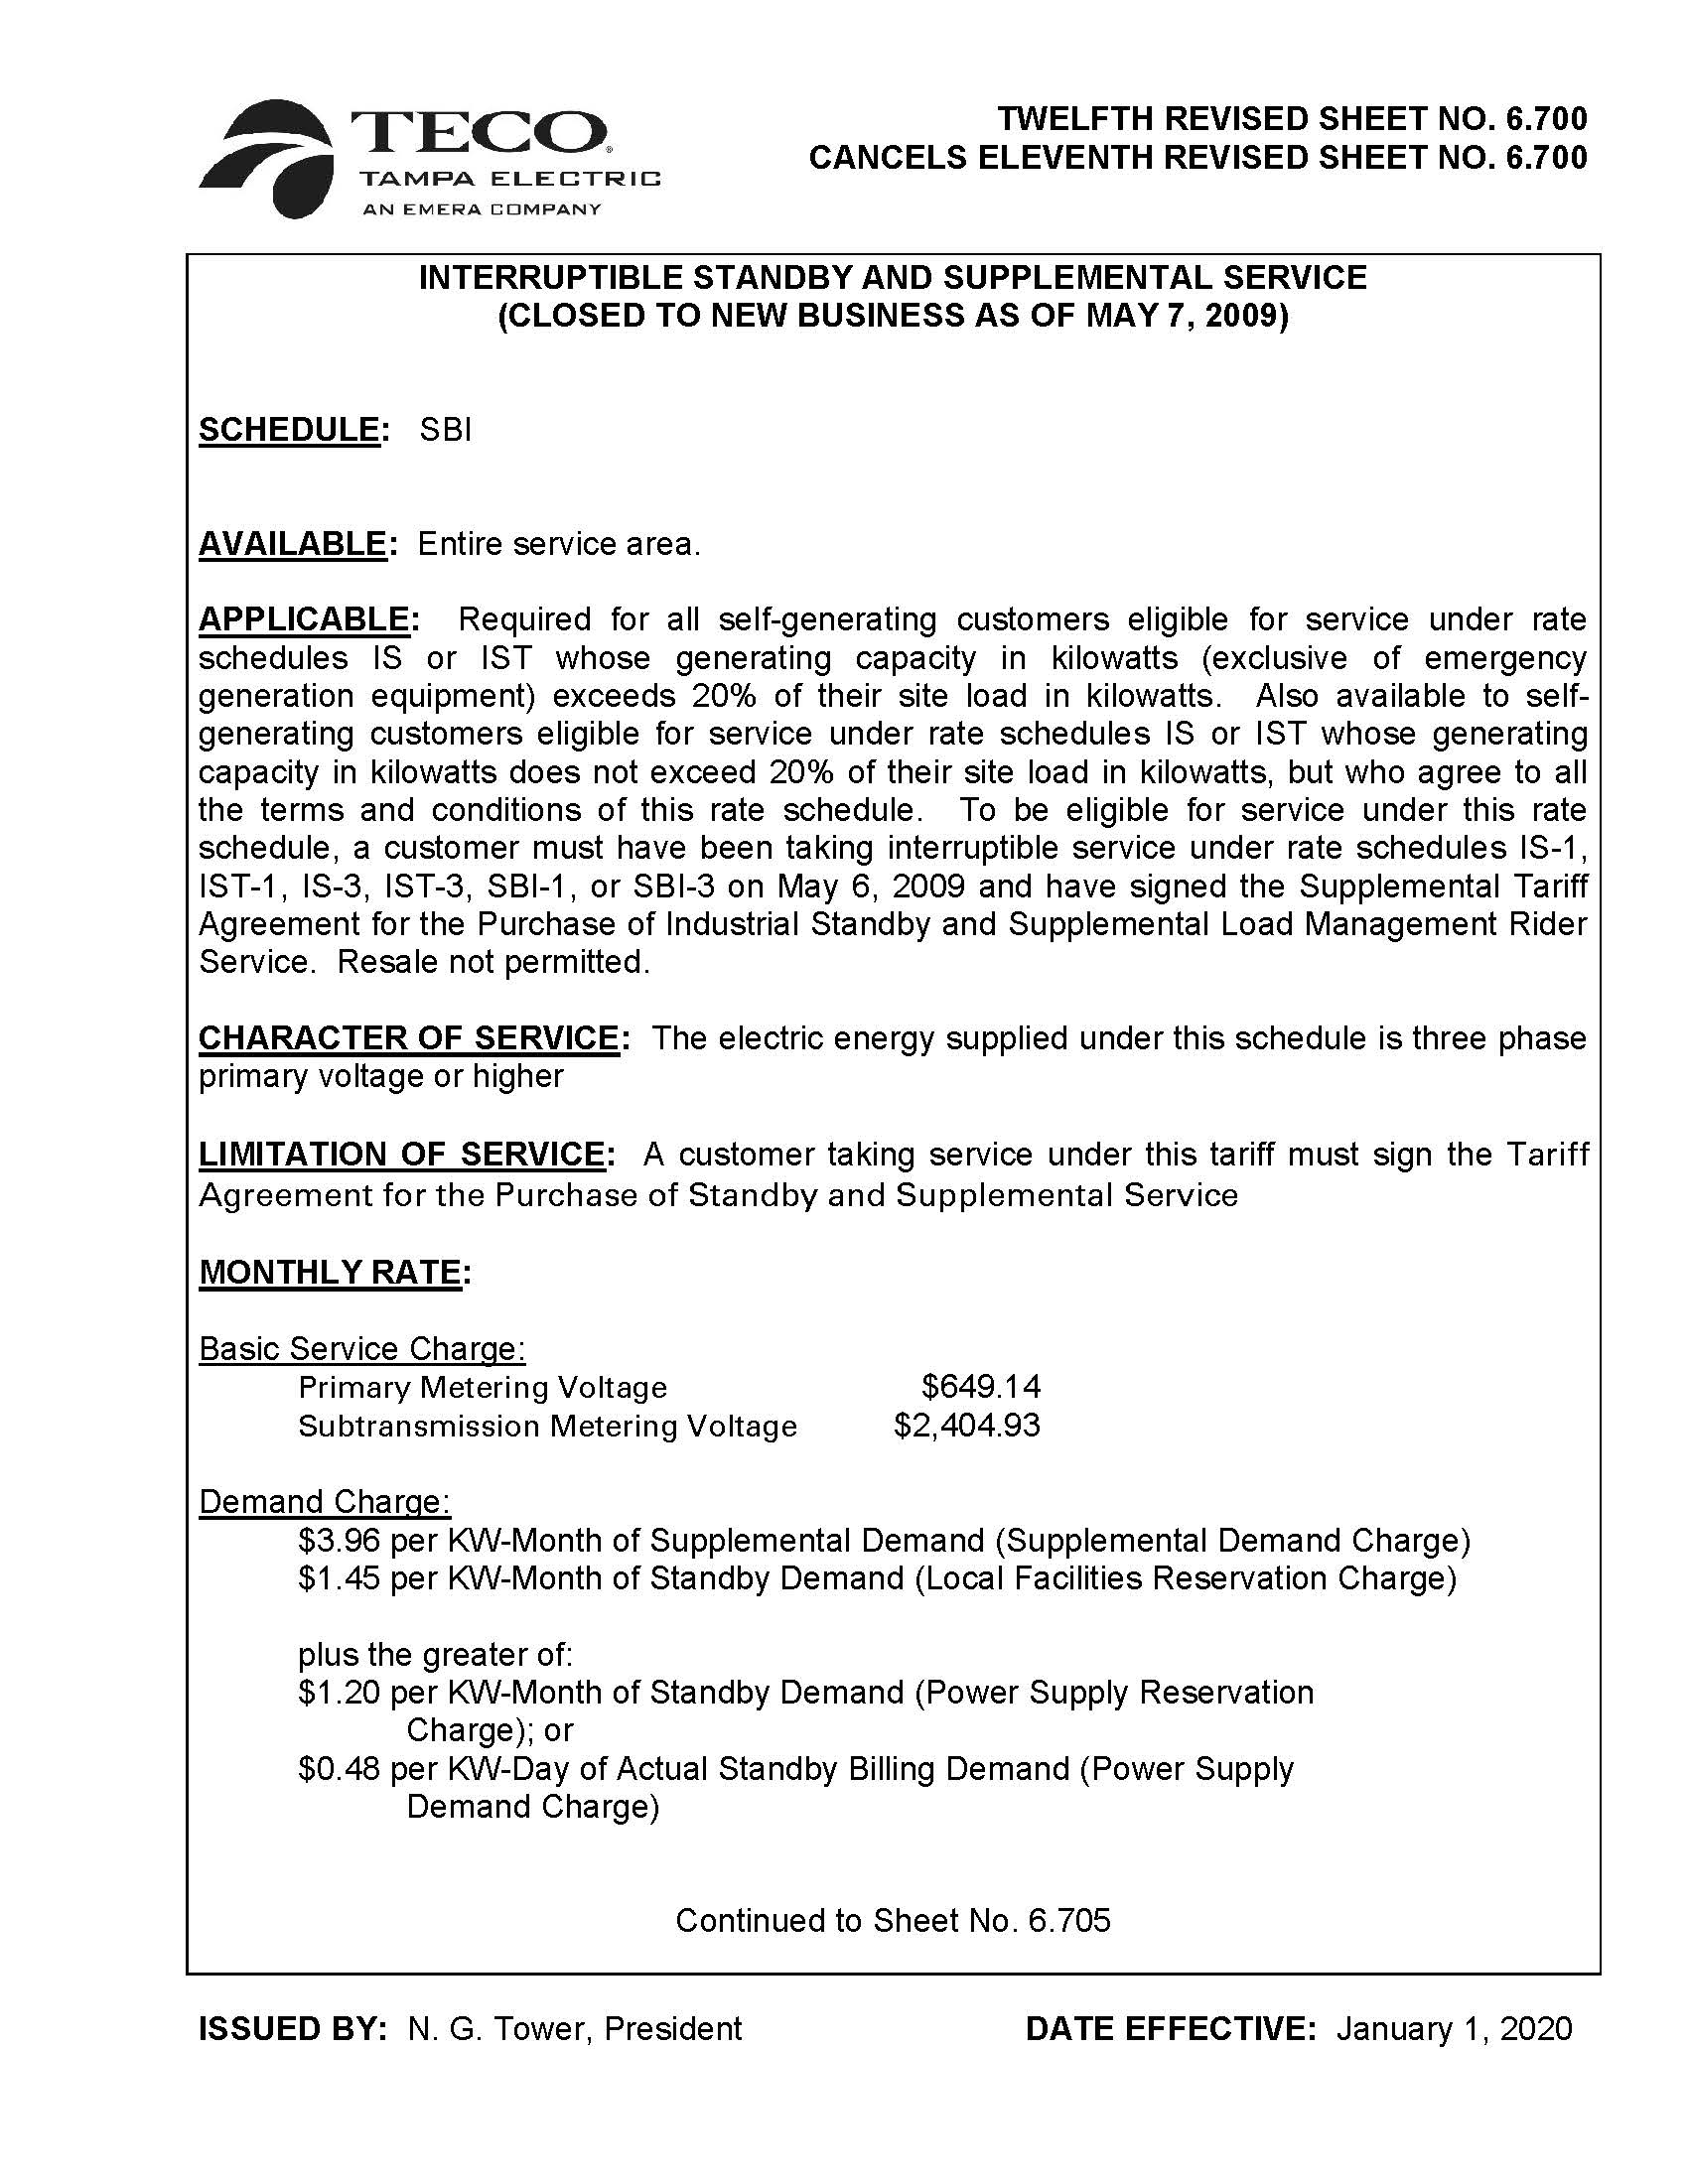 TECO®
TAMPA ELECTRIC
AN EMERA COMPANY
TWELFTH REVISED SHEET NO. 6.700
CANCELS ELEVENTH REVISED SHEET NO. 6.700
INTERRUPTIBLE STANDBY AND SUPPLEMENTAL SERVICE
(CLOSED TO NEW BUSINESS AS OF MAY 7, 2009)
SCHEDULE: SBI
AVAILABLE: Entire service area.
APPLICABLE: Required for all self-generating customers eligible for service under rate
schedules IS or IST whose generating capacity in kilowatts (exclusive of emergency
generation equipment) exceeds 20% of their site load in kilowatts. Also available to self-
generating customers eligible for service under rate schedules IS or IST whose generating
capacity in kilowatts does not exceed 20% of their site load in kilowatts, but who agree to all
the terms and conditions of this rate schedule. To be eligible for service under this rate
schedule, a customer must have been taking interruptible service under rate schedules IS-1,
IST-1, IS-3, IST-3, SBI-1, or SBI-3 on May 6, 2009 and have signed the Supplemental Tariff
Agreement for the Purchase of Industrial Standby and Supplemental Load Management Rider
Service. Resale not permitted.
CHARACTER OF SERVICE: The electric energy supplied under this schedule is three phase
primary voltage or higher
LIMITATION OF SERVICE: A customer taking service under this tariff must sign the Tariff
Agreement for the Purchase of Standby and Supplemental Service
MONTHLY RATE:
Basic Service Charge:
Primary Metering Voltage $649.14
Subtransmission Metering Voltage $2,404.93
Demand Charge:
$3.96 per KW-Month of Supplemental Demand (Supplemental Demand Charge)
$1.45 per KW-Month of Standby Demand (Local Facilities Reservation Charge)
plus the greater of:
$1.20 per KW-Month of Standby Demand (Power Supply Reservation
Charge); or
$0.48 per KW-Day of Actual Standby Billing Demand (Power Supply
Demand Charge)
Continued to Sheet No. 6.705
ISSUED BY: N. G. Tower, President
DATE EFFECTIVE: January 1, 2020